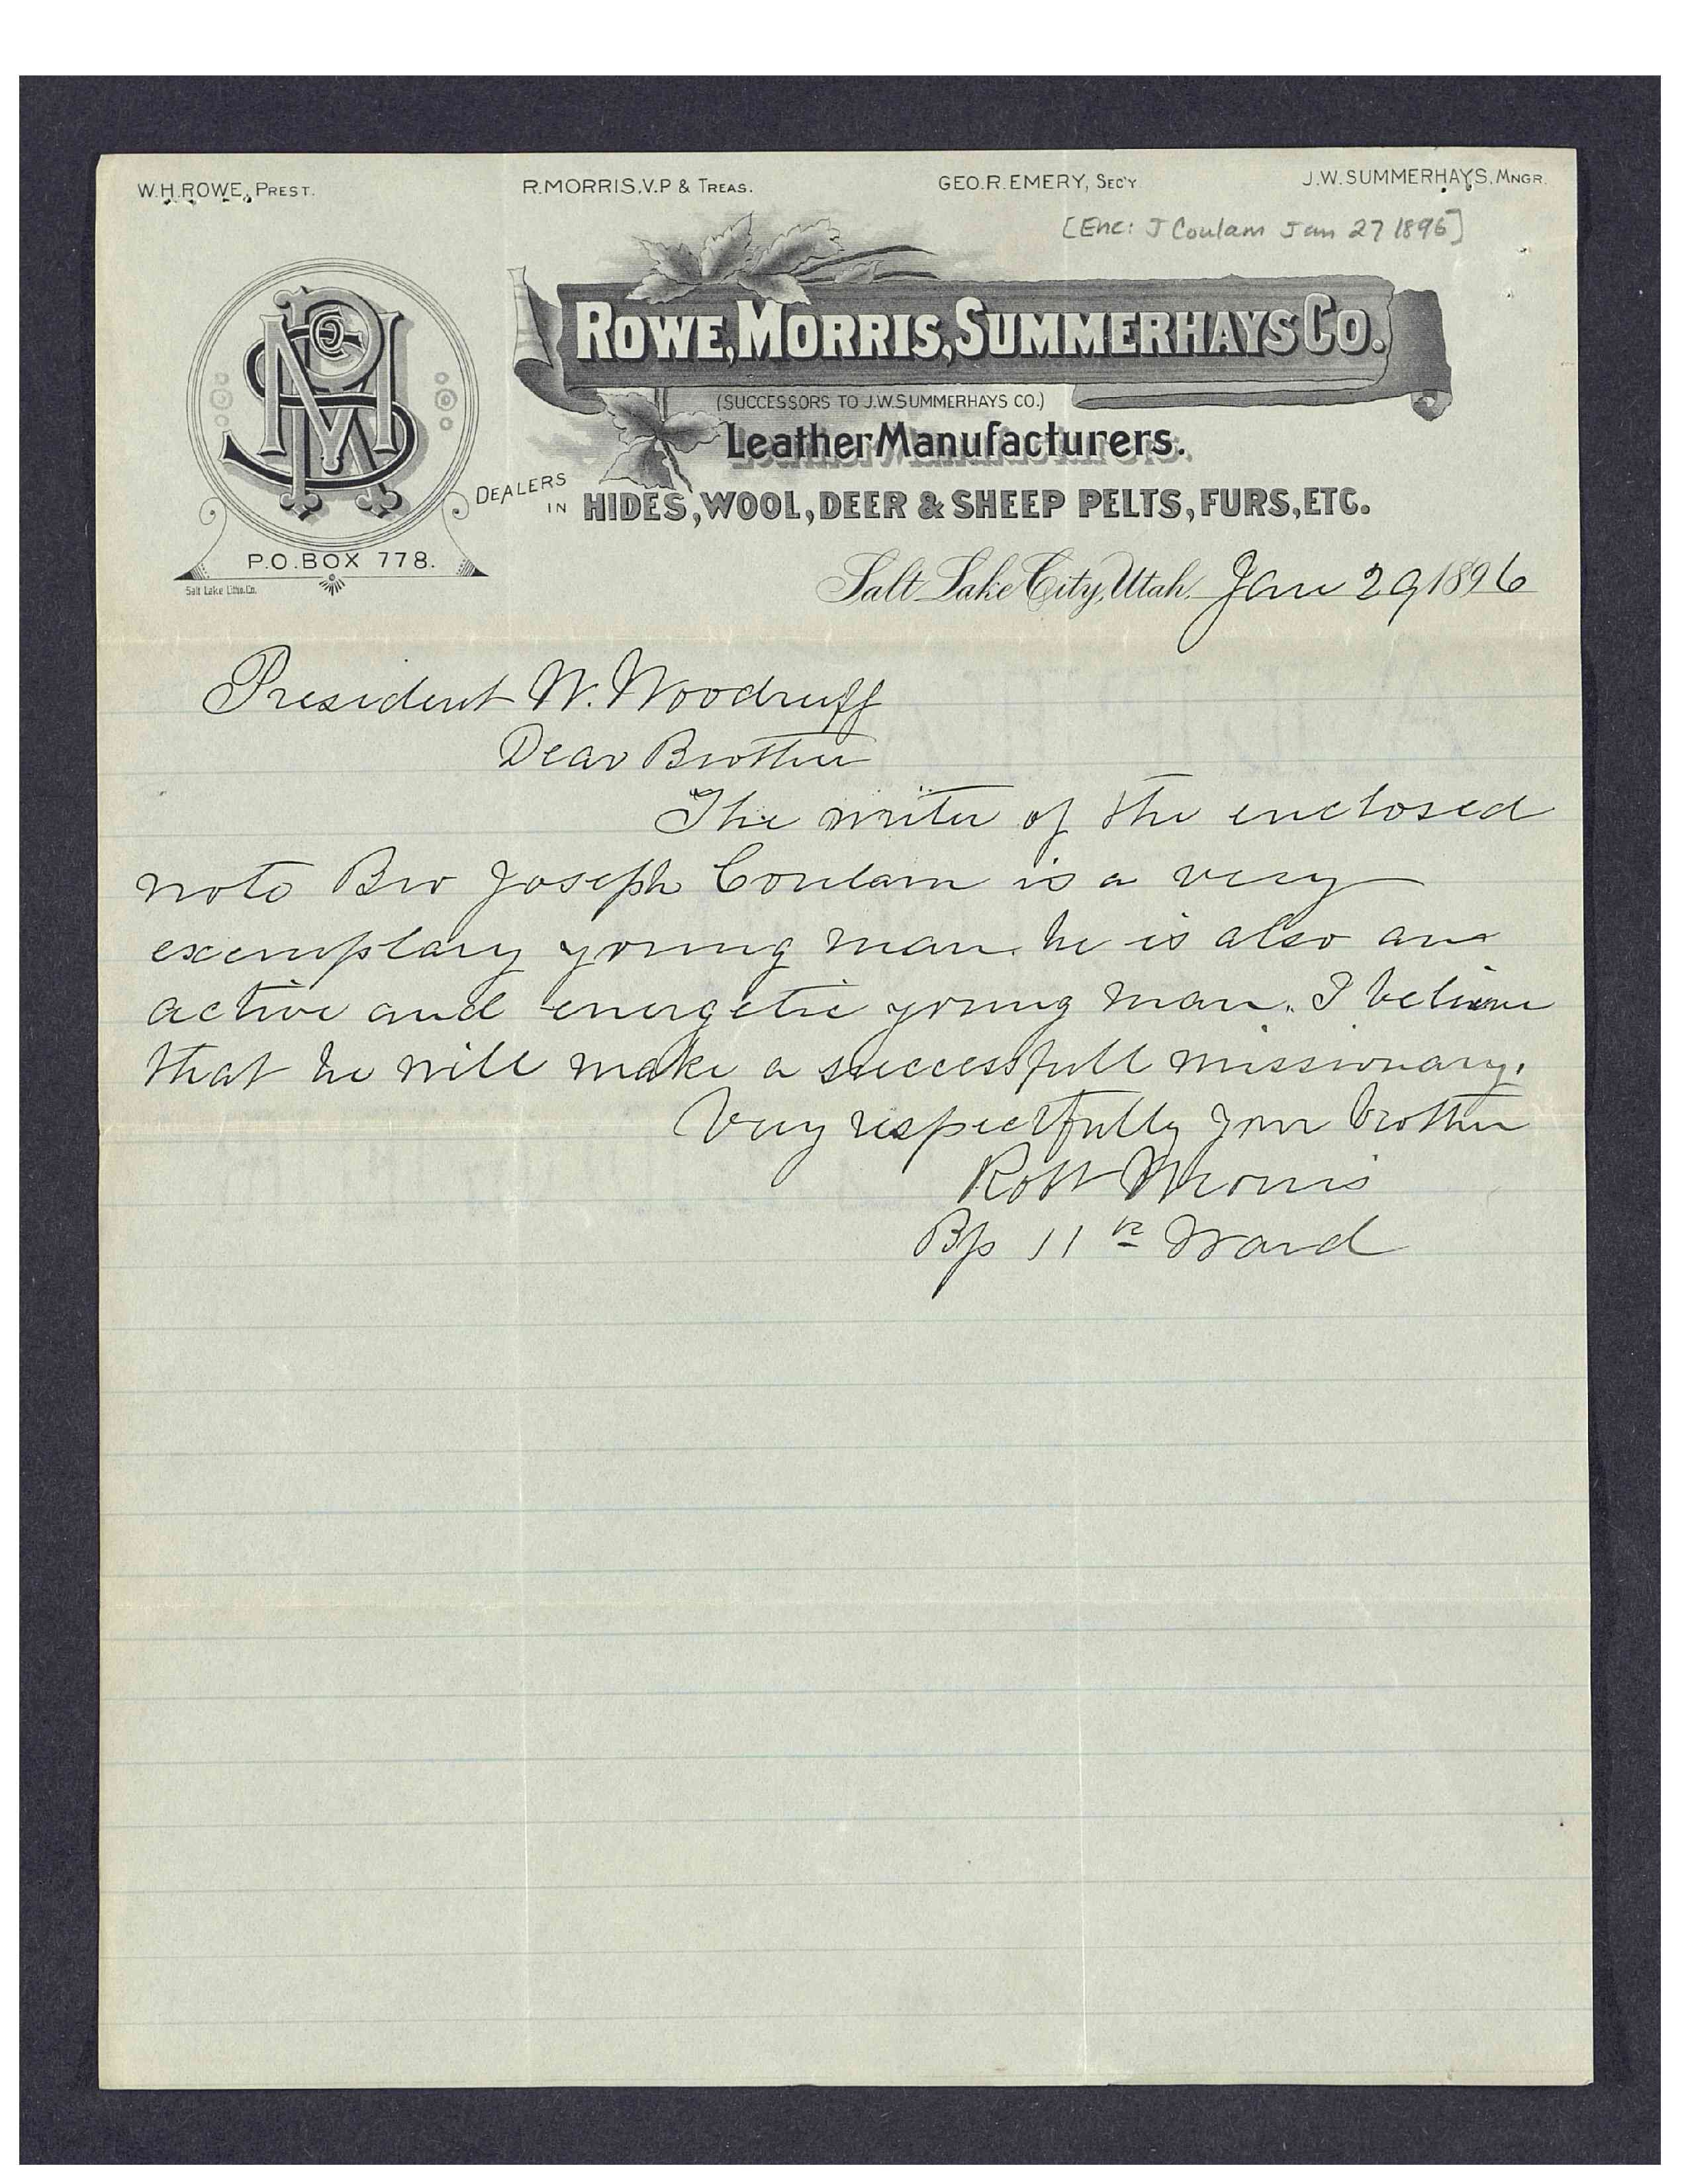 W.H.ROWE, PREST. R.MORRIS,V.P & TREAS. GEO.R.EMERY, SEC'Y J.W.SUMMERHAYS, MNGR.
[Enc: J Coulam Jan 27 1896]
ROWE, MORRIS, SUMMERHAYS CO.
(SUCCESSORS TO J.W.SUMMERHAYS CO.)
Leather Manufacturers.
DEALERS IN HIDES, WOOL, DEER & SHEEP PELTS, FURS, ETC.
P.O.BOX 778.
Salt Lake Litho.Co.
Salt Lake City, Utah, Jan 29 1896
President W. Woodruff
Dear Brother
The writer of the enclosed
note Bro Joseph Coulam is a very
exemplary young man. he is also an
active and energetic young man. I believe
that he will make a successfull missionary.
Very respectfully your brother
Robt Morris
Bp 11th Ward